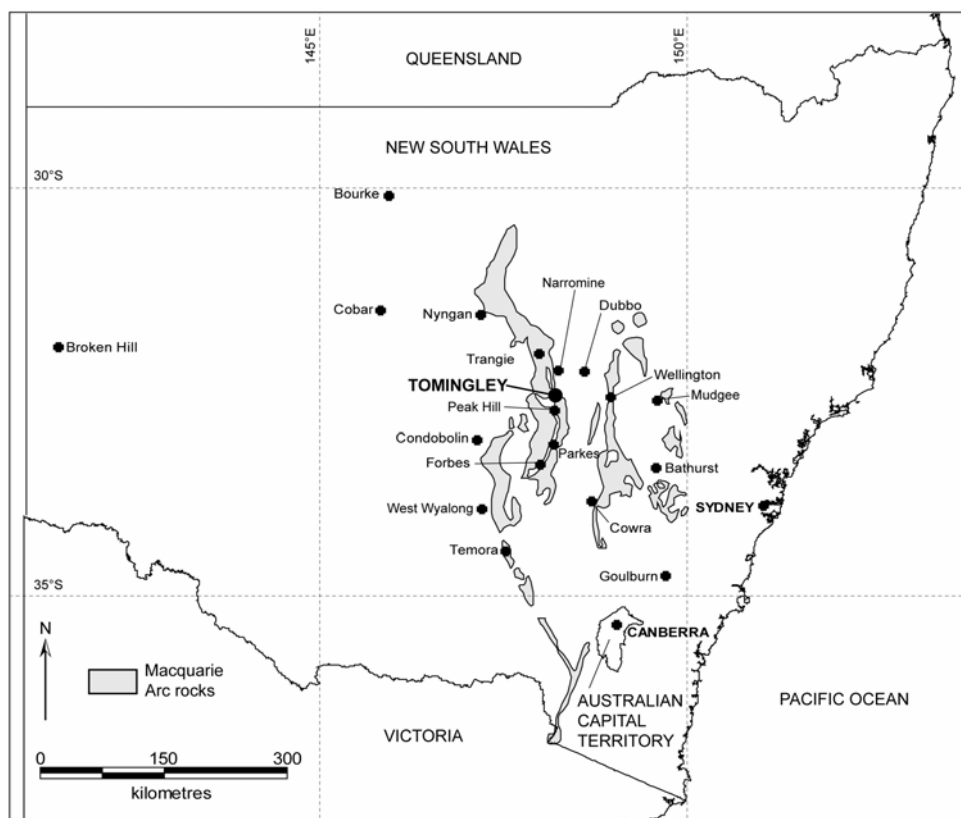 145°E
150°E
QUEENSLAND
NEW SOUTH WALES
30°S
Bourke
Narromine
Cobar
Nyngan
Dubbo
Broken Hill
Trangie
Wellington
TOMINGLEY
Mudgee
Peak Hill
Condobolin
Parkes
Forbes
Bathurst
West Wyalong
SYDNEY
Cowra
Temora
Goulburn
35°S
N
CANBERRA
Macquarie
Arc rocks
AUSTRALIAN
CAPITAL
TERRITORY
PACIFIC OCEAN
VICTORIA
0 150 300
kilometres